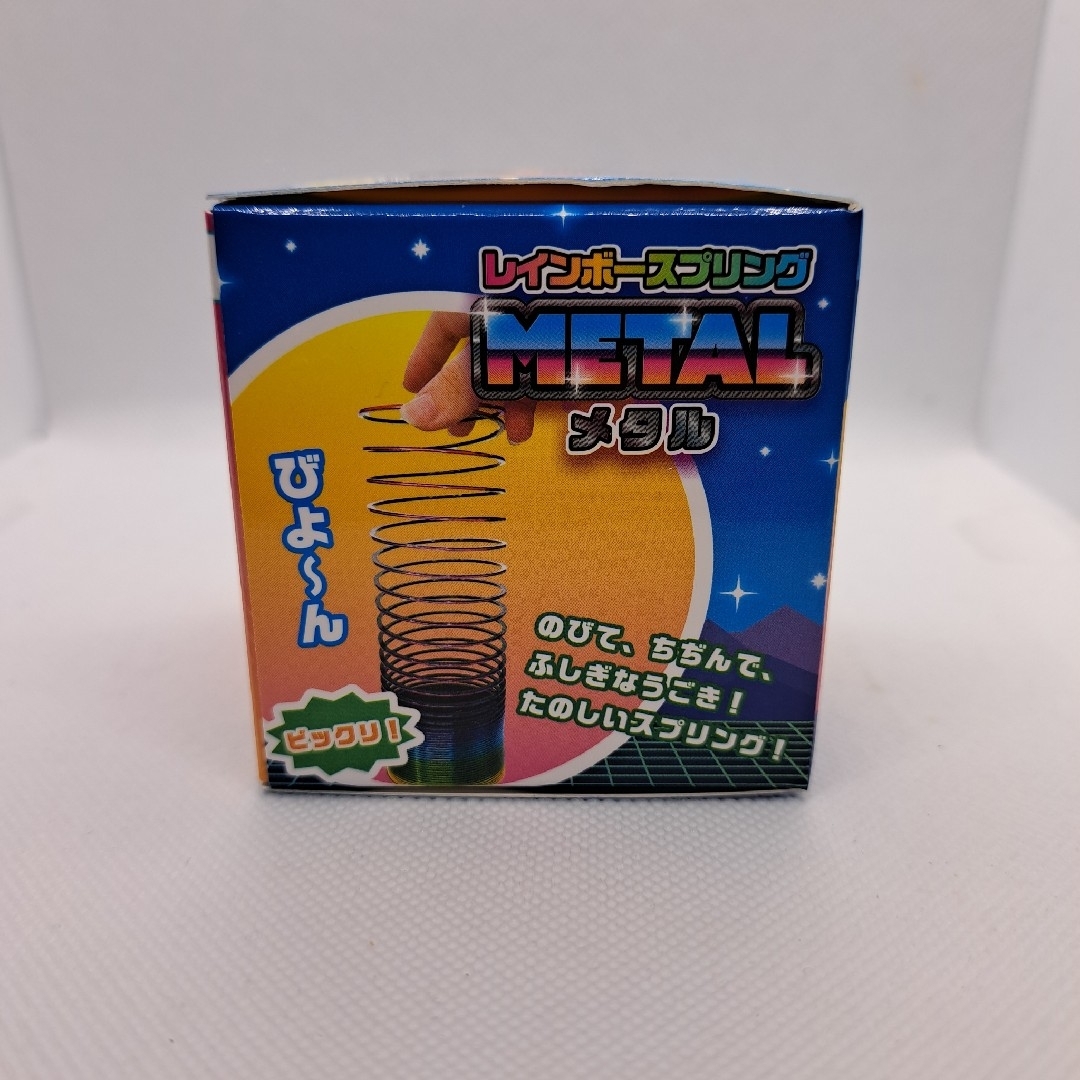 レインボースプリング
METAL
メタル
びよ〜ん
のびて、ちぢんで、
ふしぎなうごき！
たのしいスプリング！
ビックリ！